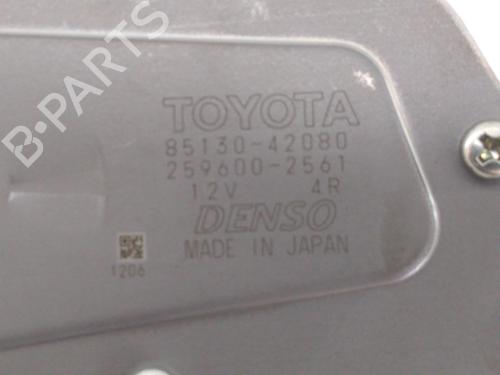 B-PARTS
TOYOTA
85130-42080
259600-2561
12V 4R
DENSO
MADE IN JAPAN
1206